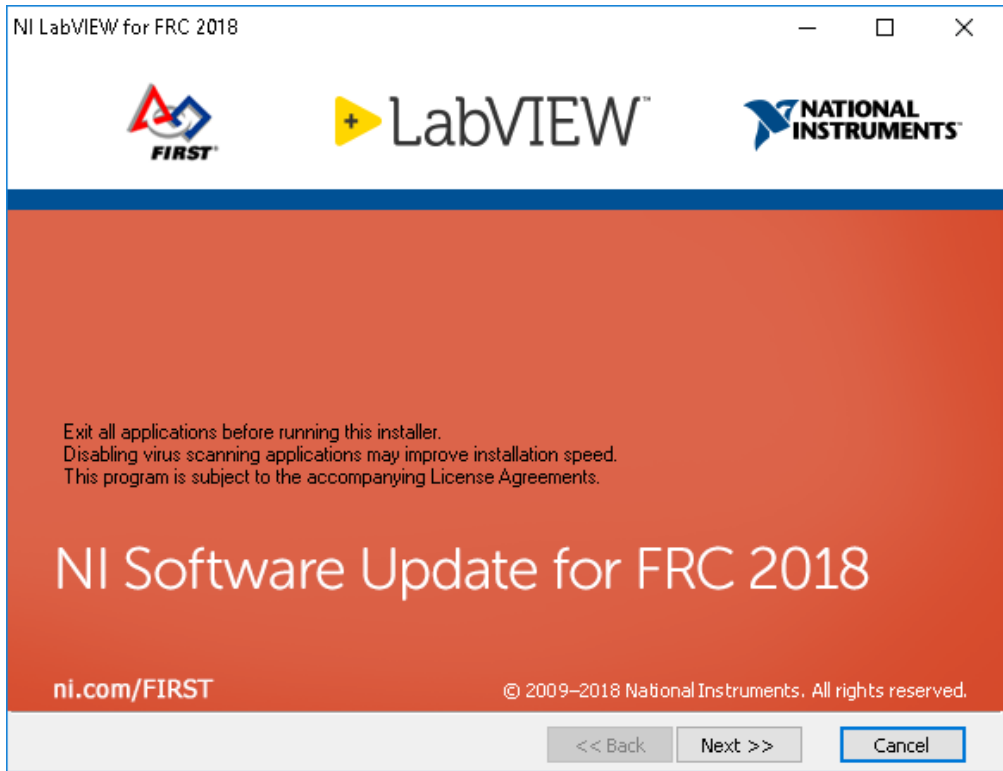 NI LabVIEW for FRC 2018
FIRST®
LabVIEW™
NATIONAL
INSTRUMENTS™
Exit all applications before running this installer.
Disabling virus scanning applications may improve installation speed.
This program is subject to the accompanying License Agreements.
NI Software Update for FRC 2018
ni.com/FIRST
© 2009–2018 National Instruments. All rights reserved.
<< Back
Next >>
Cancel